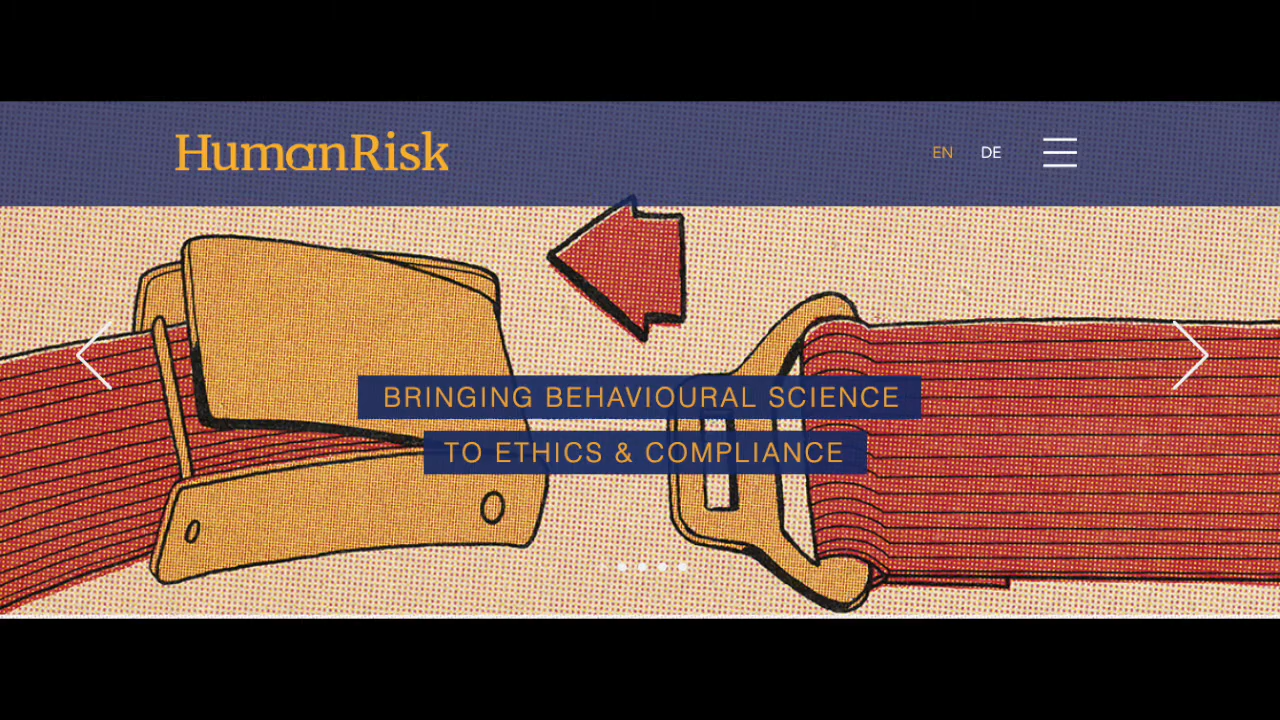 HumanRisk
EN DE
BRINGING BEHAVIOURAL SCIENCE
TO ETHICS & COMPLIANCE